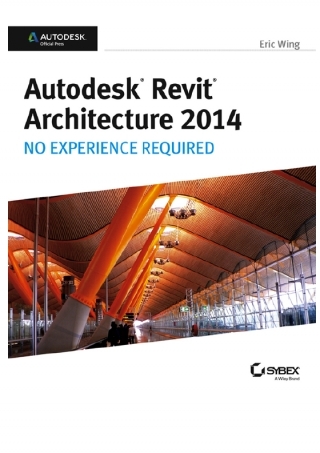 AUTODESK.
Official Press
Eric Wing
Autodesk® Revit®
Architecture 2014
NO EXPERIENCE REQUIRED
SYBEX
A Wiley Brand